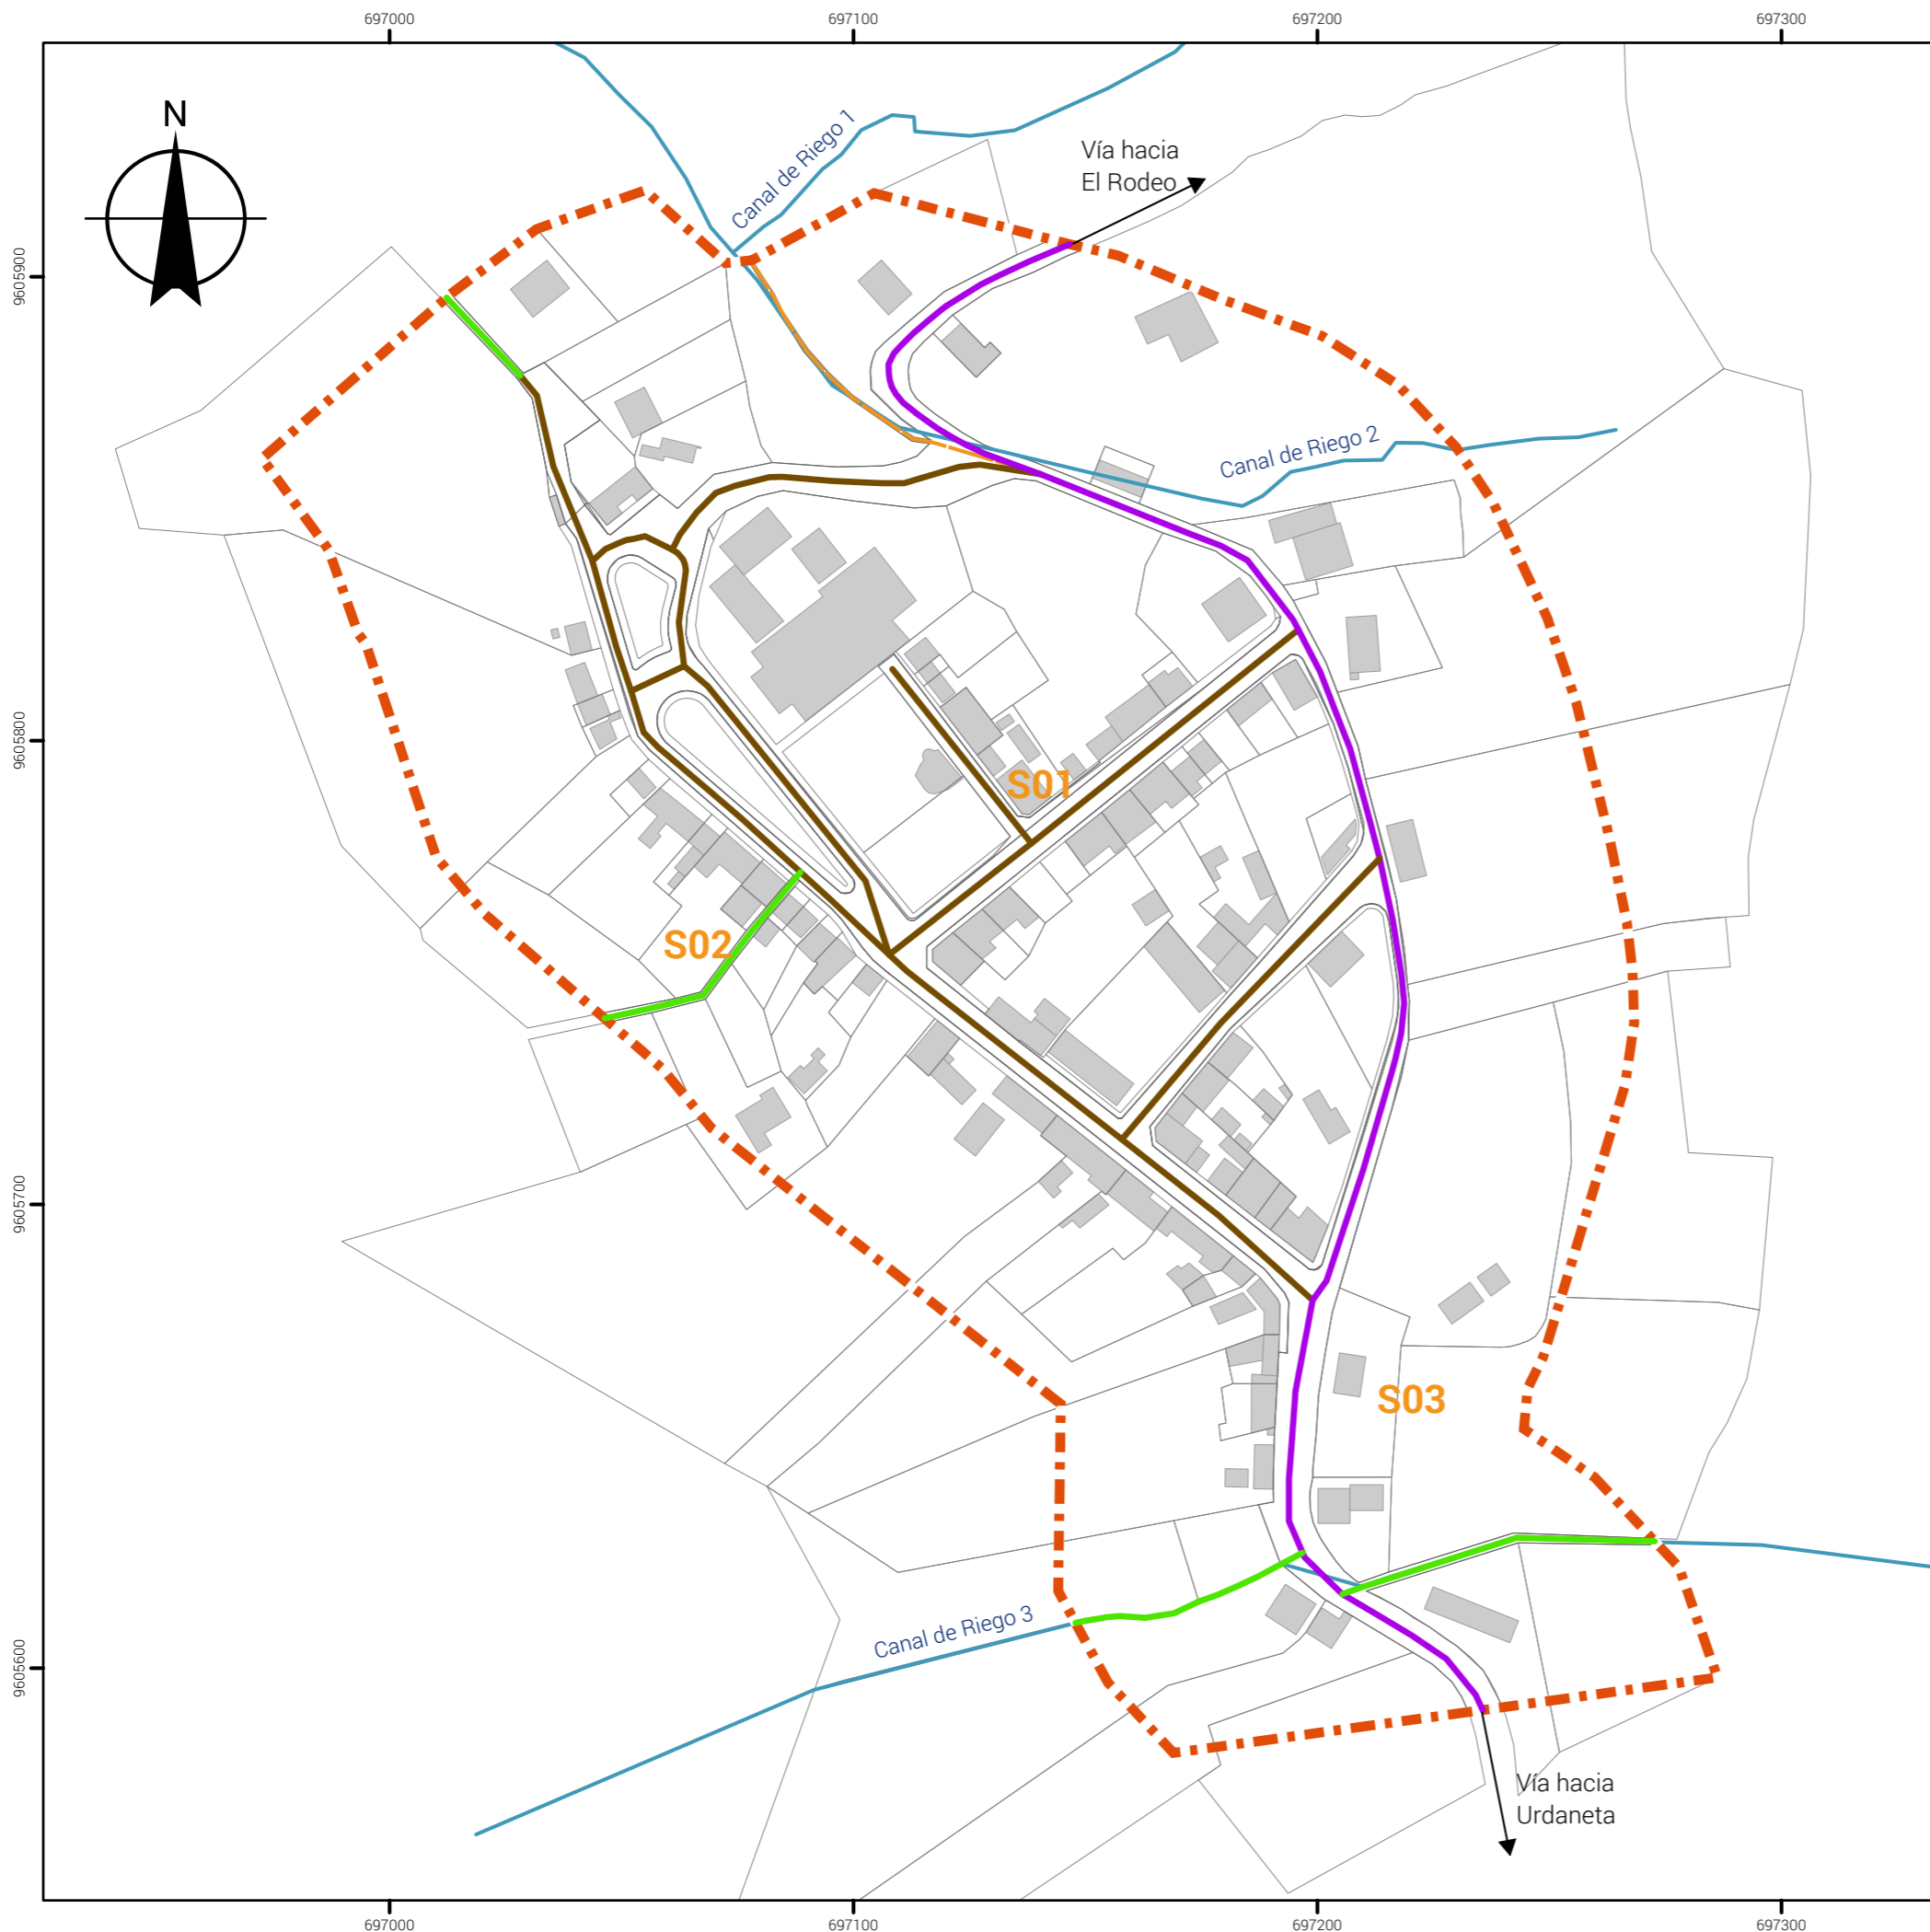 697000
697100
697200
697300
N
Canal de Riego 1
Vía hacia
El Rodeo
9605900
Canal de Riego 2
9605800
S01
S02
9605700
S03
Canal de Riego 3
9605600
Vía hacia
Urdaneta
697000
697100
697200
697300